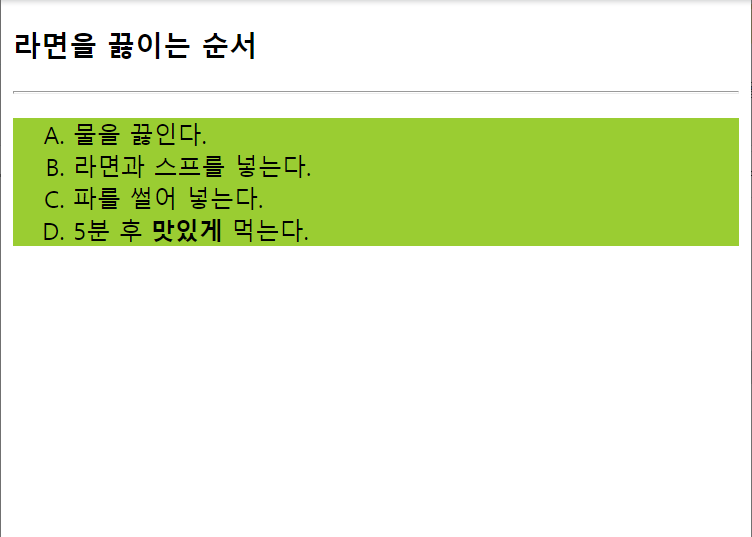 라면을 끓이는 순서
A. 물을 끓인다.
B. 라면과 스프를 넣는다.
C. 파를 썰어 넣는다.
D. 5분 후 맛있게 먹는다.